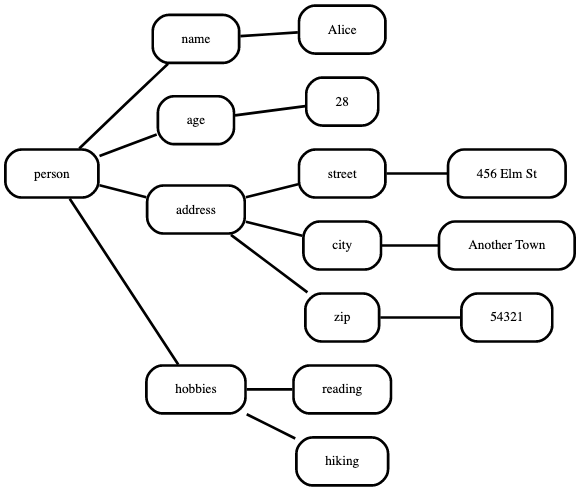 name
Alice
age
28
person
address
street
456 Elm St
city
Another Town
zip
54321
hobbies
reading
hiking